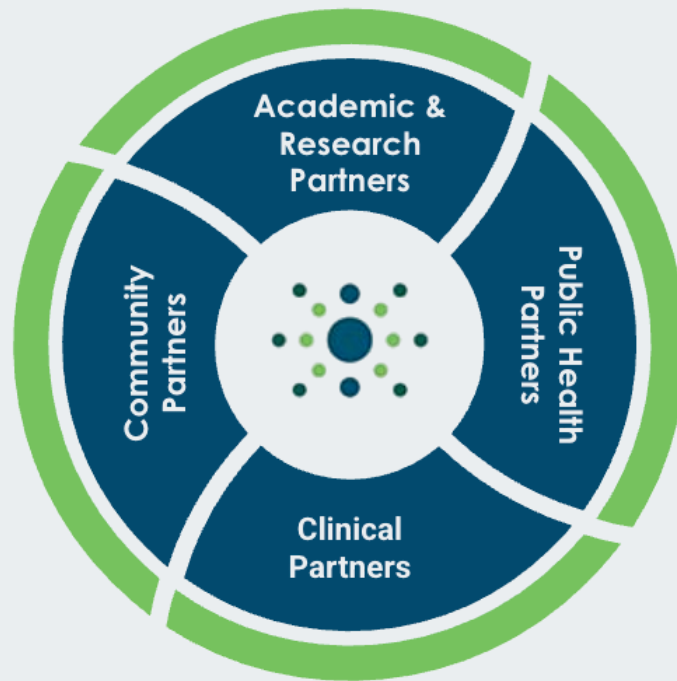 Academic &
Research
Partners
Public Health
Partners
Clinical
Partners
Community
Partners